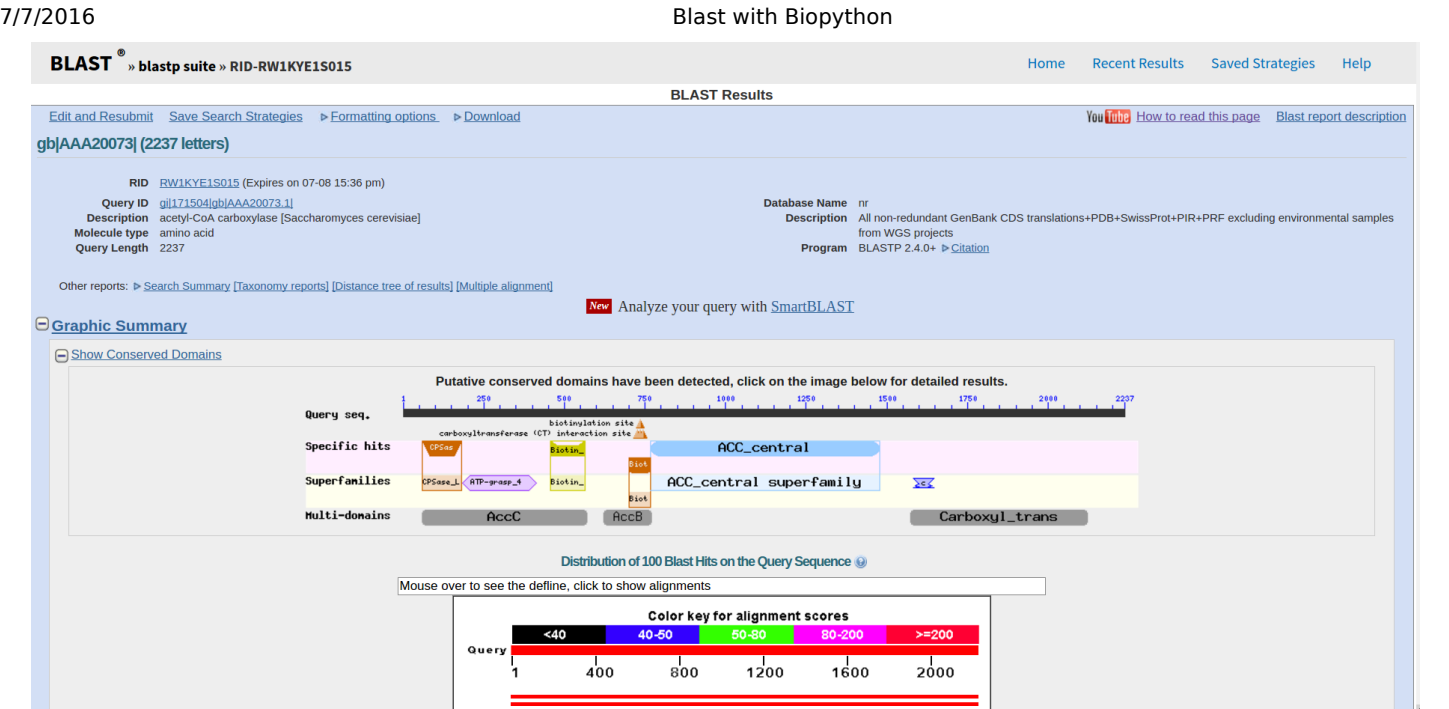 7/7/2016 Blast with Biopython
BLAST ® » blastp suite » RID-RW1KYE1S015 Home Recent Results Saved Strategies Help
BLAST Results
Edit and Resubmit Save Search Strategies Formatting options Download YouTube How to read this page Blast report description
gb|AAA20073| (2237 letters)
RID RW1KYE1S015 (Expires on 07-08 15:36 pm)
Query ID gi|171504|gb|AAA20073.1| Database Name nr
Description acetyl-CoA carboxylase [Saccharomyces cerevisiae] Description All non-redundant GenBank CDS translations+PDB+SwissProt+PIR+PRF excluding environmental samples
Molecule type amino acid from WGS projects
Query Length 2237 Program BLASTP 2.4.0+ Citation
Other reports: Search Summary [Taxonomy reports] [Distance tree of results] [Multiple alignment]
New Analyze your query with SmartBLAST
Graphic Summary
Show Conserved Domains
Putative conserved domains have been detected, click on the image below for detailed results.
1 250 500 750 1000 1250 1500 1750 2000 2237
Query seq.
biotinylation site
carboxyltransferase (CT) interaction site
Specific hits CPSas Biotin_ ACC_central
Biot
Superfamilies CPSase_L ATP-grasp_4 Biotin_ ACC_central superfamily
Biot
Multi-domains AccC AccB Carboxyl_trans
Distribution of 100 Blast Hits on the Query Sequence
Mouse over to see the defline, click to show alignments
Color key for alignment scores
<40 40-50 50-80 80-200 >=200
Query
1 400 800 1200 1600 2000